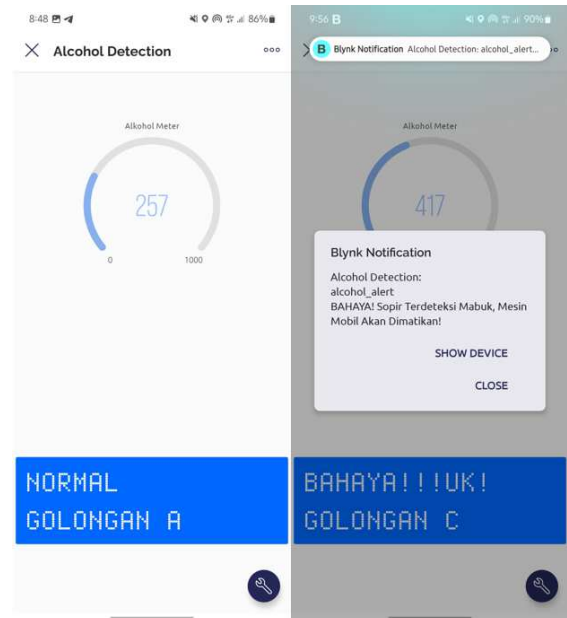 8:48
86%
Alcohol Detection
Alkohol Meter
257
0 1000
NORMAL
GOLONGAN A
9:56 B
90%
B Blynk Notification Alcohol Detection: alcohol_alert...
Alkohol Meter
417
Blynk Notification
Alcohol Detection:
alcohol_alert
BAHAYA! Sopir Terdeteksi Mabuk, Mesin
Mobil Akan Dimatikan!
SHOW DEVICE
CLOSE
BAHAYA!!!UK!
GOLONGAN C